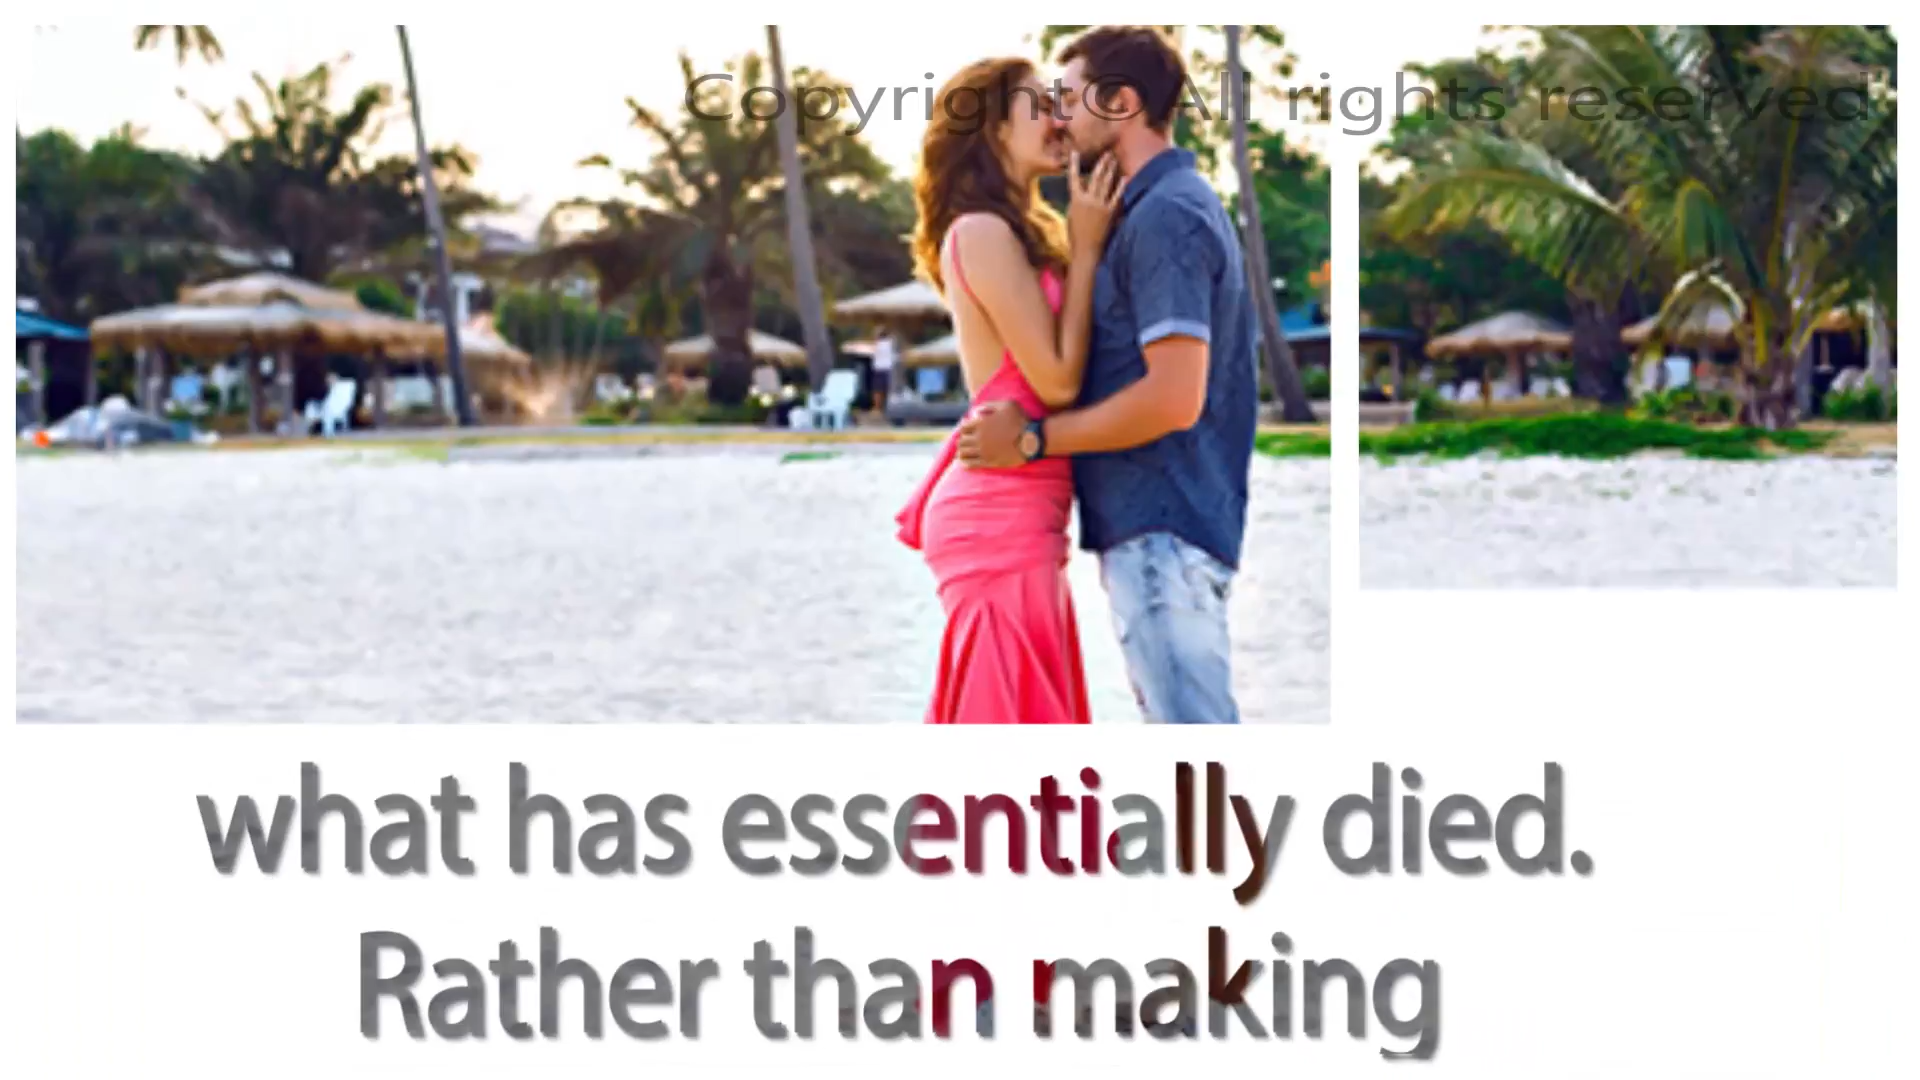 Copyright© All rights reserved
what has essentially died.
Rather than making